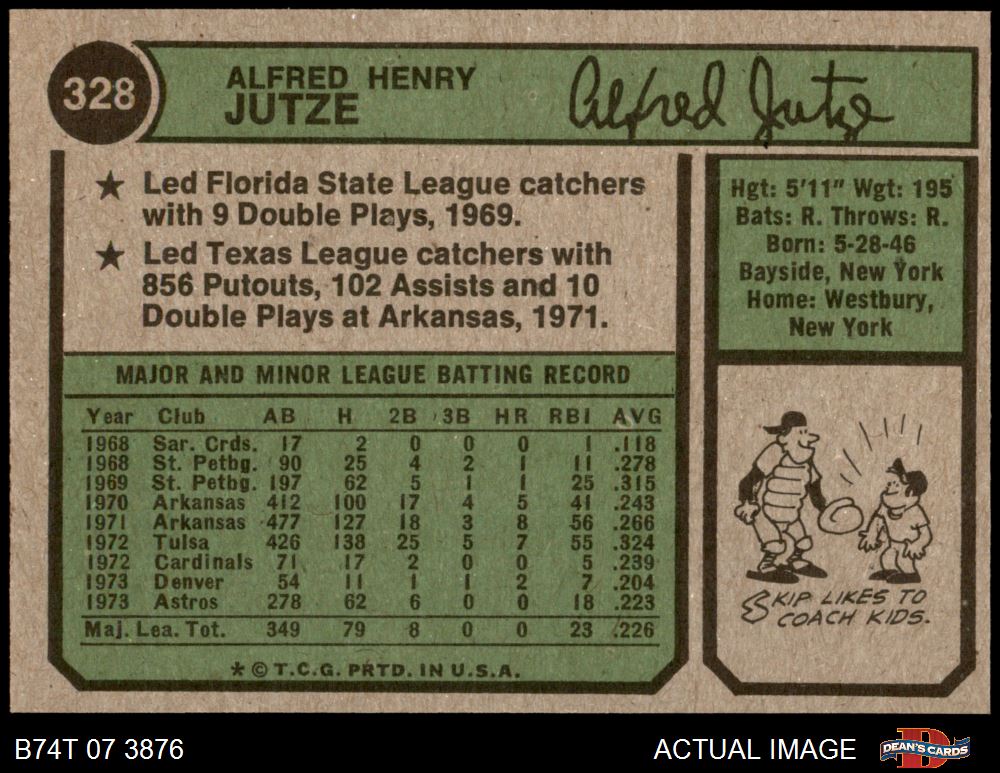 328
ALFRED HENRY
JUTZE
Alfred Jutze
★ Led Florida State League catchers
with 9 Double Plays, 1969.
★ Led Texas League catchers with
856 Putouts, 102 Assists and 10
Double Plays at Arkansas, 1971.
Hgt: 5'11" Wgt: 195
Bats: R. Throws: R.
Born: 5-28-46
Bayside, New York
Home: Westbury,
New York
MAJOR AND MINOR LEAGUE BATTING RECORD
Year Club AB H 2B 3B HR RBI AVG
1968 Sar. Crds. 17 2 0 0 0 1 .118
1968 St. Petbg. 90 25 4 2 1 11 .278
1969 St. Petbg. 197 62 5 1 1 25 .315
1970 Arkansas 412 100 17 4 5 41 .243
1971 Arkansas 477 127 18 3 8 56 .266
1972 Tulsa 426 138 25 5 7 55 .324
1972 Cardinals 71 17 2 0 0 5 .239
1973 Denver 54 11 1 1 2 7 .204
1973 Astros 278 62 6 0 0 18 .223
Maj. Lea. Tot. 349 79 8 0 0 23 .226
* © T.C.G. PRTD. IN U.S.A.
SKIP LIKES TO
COACH KIDS.
B74T 07 3876
ACTUAL IMAGE
DEAN'S CARDS